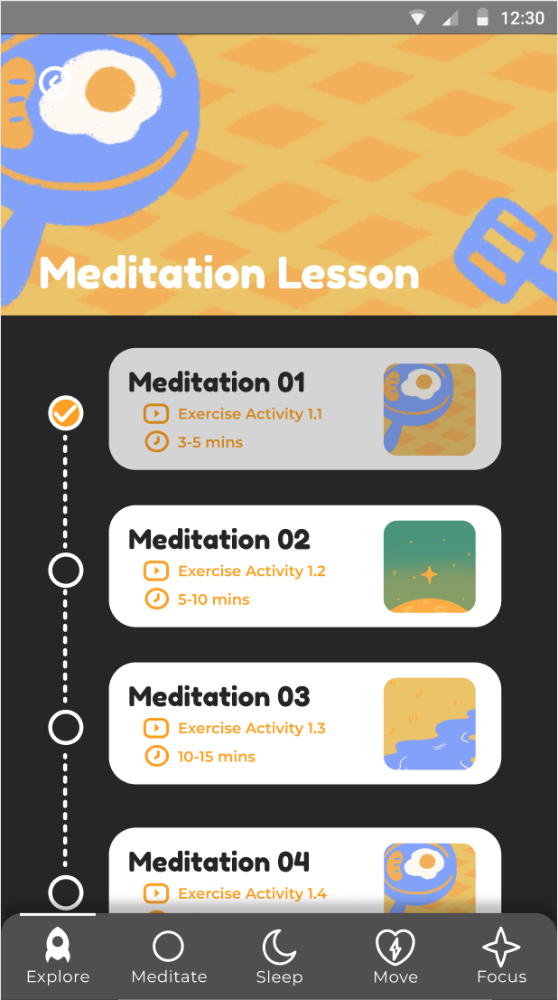 12:30
Meditation Lesson
Meditation 01
Exercise Activity 1.1
3-5 mins
Meditation 02
Exercise Activity 1.2
5-10 mins
Meditation 03
Exercise Activity 1.3
10-15 mins
Meditation 04
Exercise Activity 1.4
Explore Meditate Sleep Move Focus